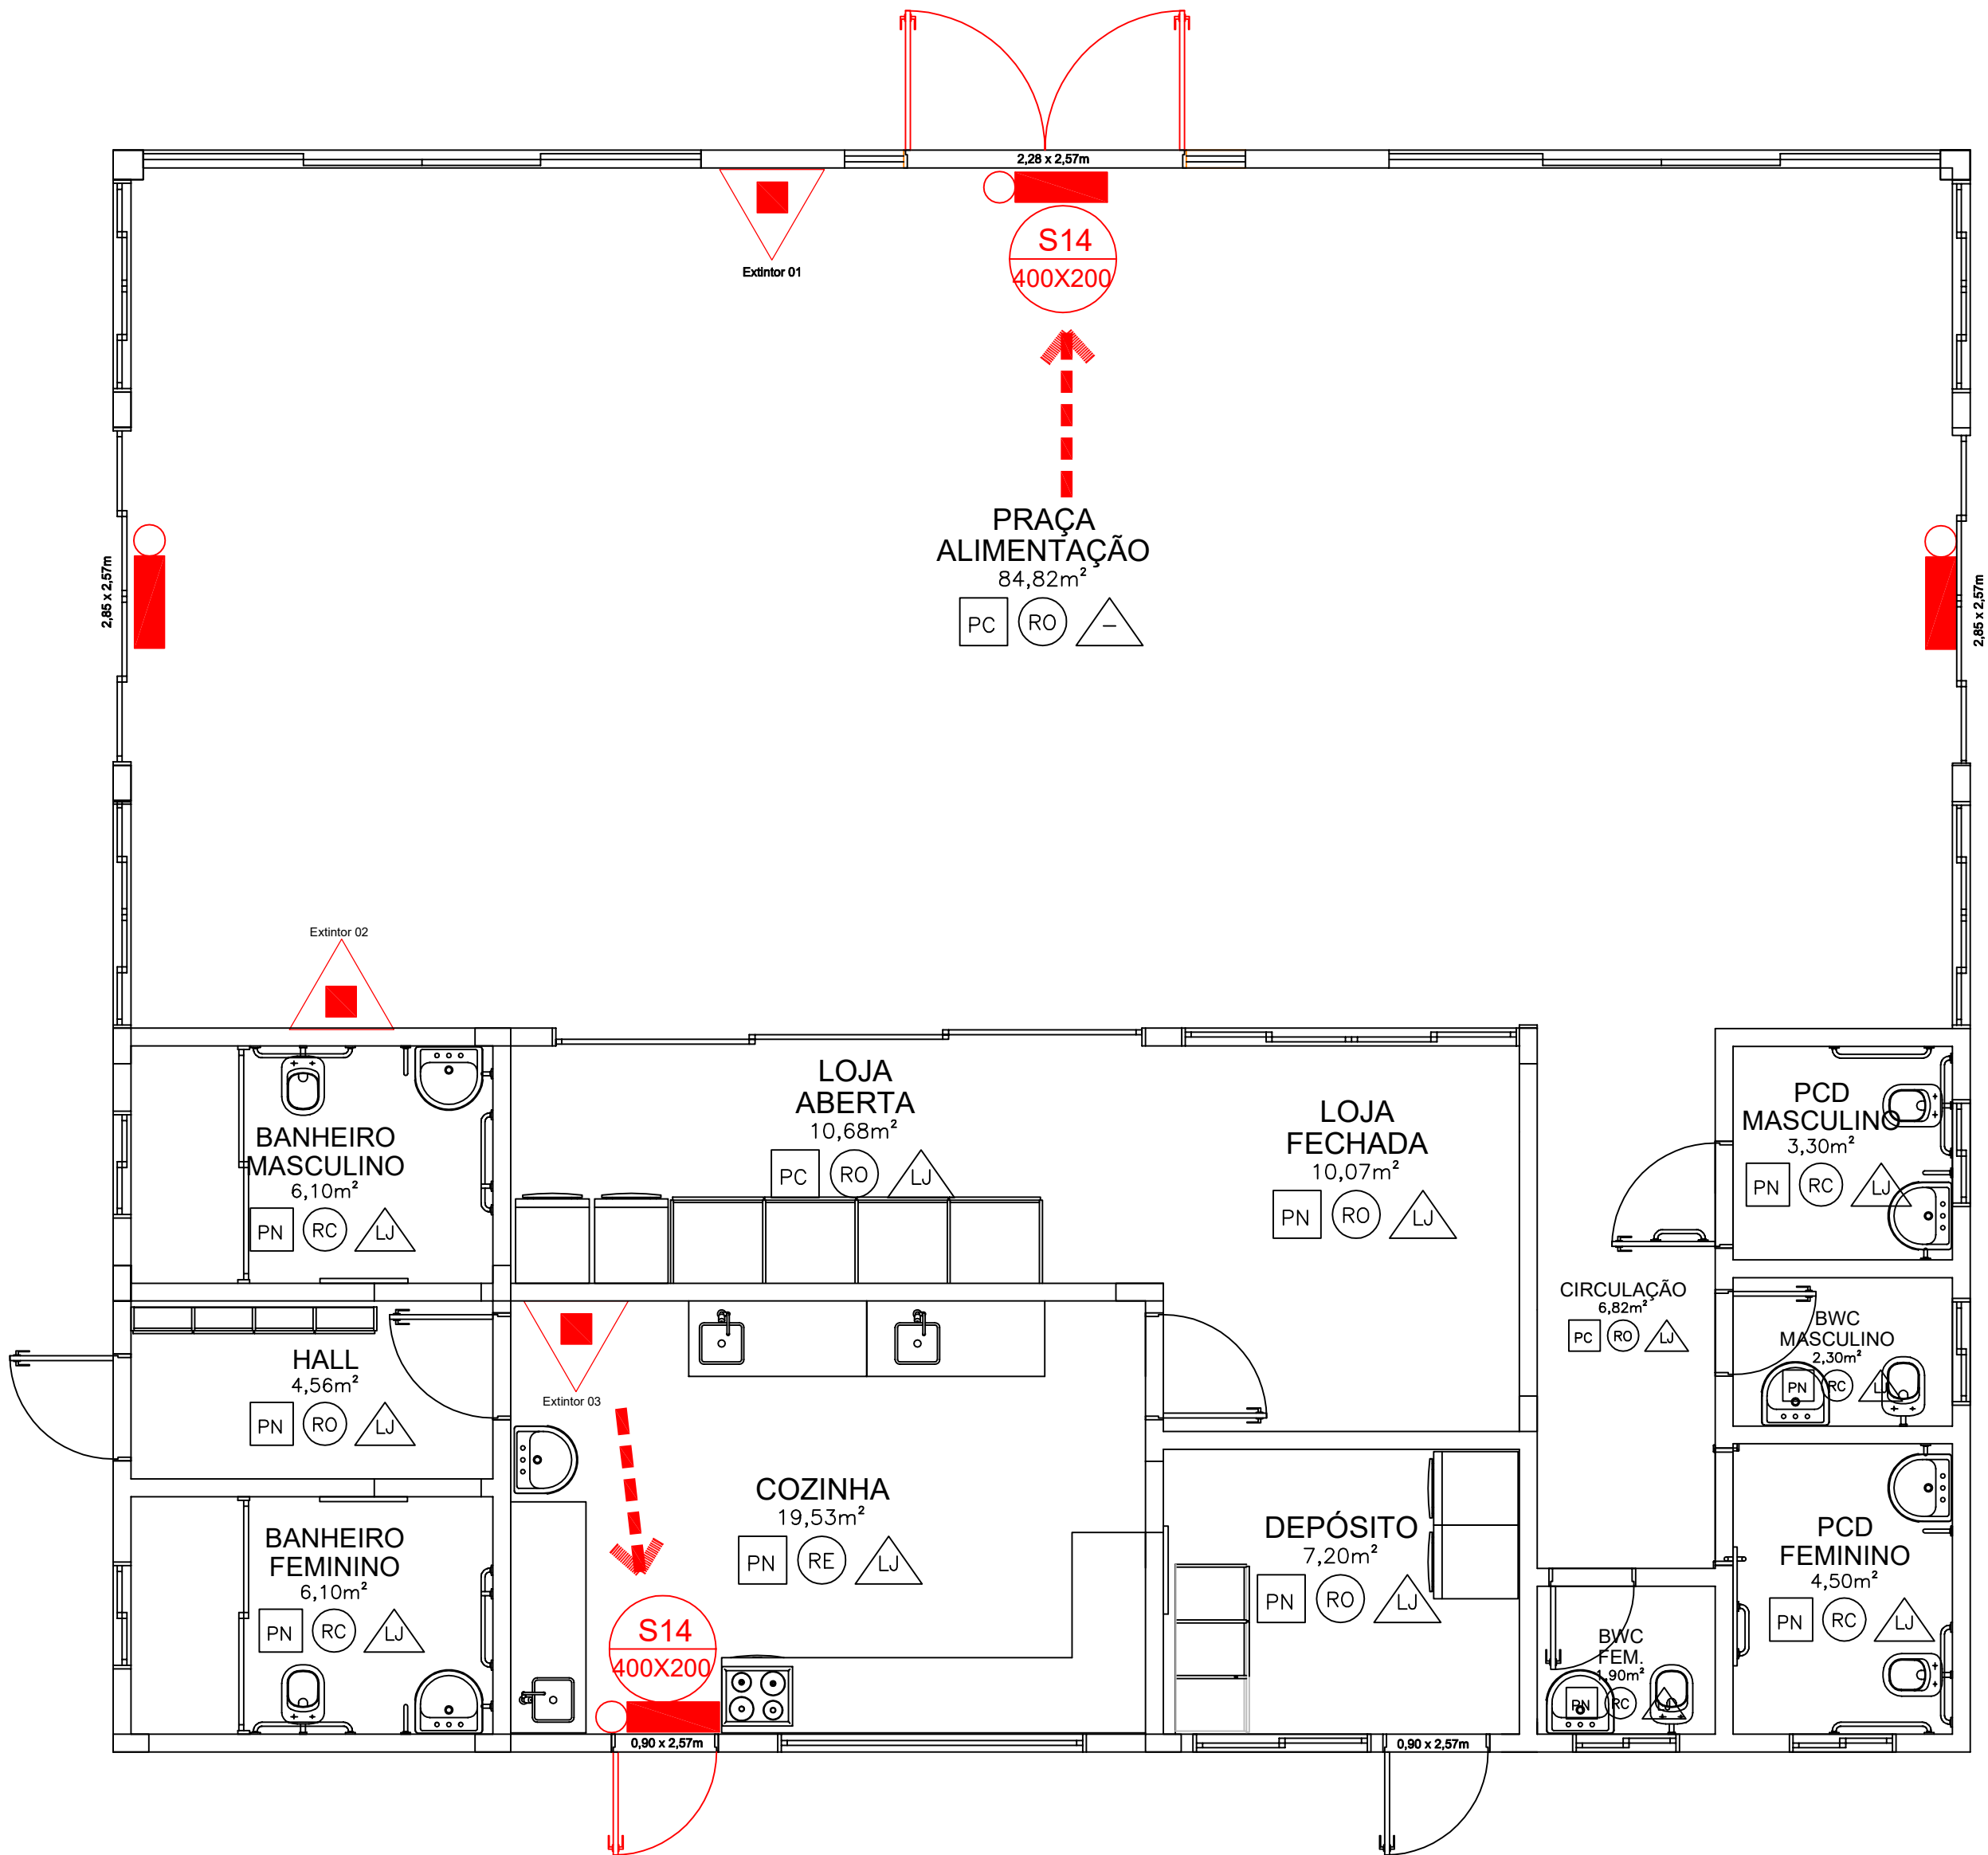 2,28 x 2,57m
Extintor 01
S14
400X200
PRAÇA
ALIMENTAÇÃO
84,82m²
PC RO –
2,85 x 2,57m
2,85 x 2,57m
Extintor 02
LOJA
ABERTA
10,68m²
PC RO LJ
LOJA
FECHADA
10,07m²
PN RO LJ
PCD
MASCULINO
3,30m²
PN RC LJ
BANHEIRO
MASCULINO
6,10m²
PN RC LJ
CIRCULAÇÃO
6,82m²
PC RO LJ
BWC
MASCULINO
2,30m²
PN RC LJ
HALL
4,56m²
PN RO LJ
Extintor 03
COZINHA
19,53m²
PN RE LJ
DEPÓSITO
7,20m²
PN RO LJ
PCD
FEMININO
4,50m²
PN RC LJ
BANHEIRO
FEMININO
6,10m²
PN RC LJ
S14
400X200
BWC
FEM.
1,90m²
PN RC
0,90 x 2,57m
0,90 x 2,57m